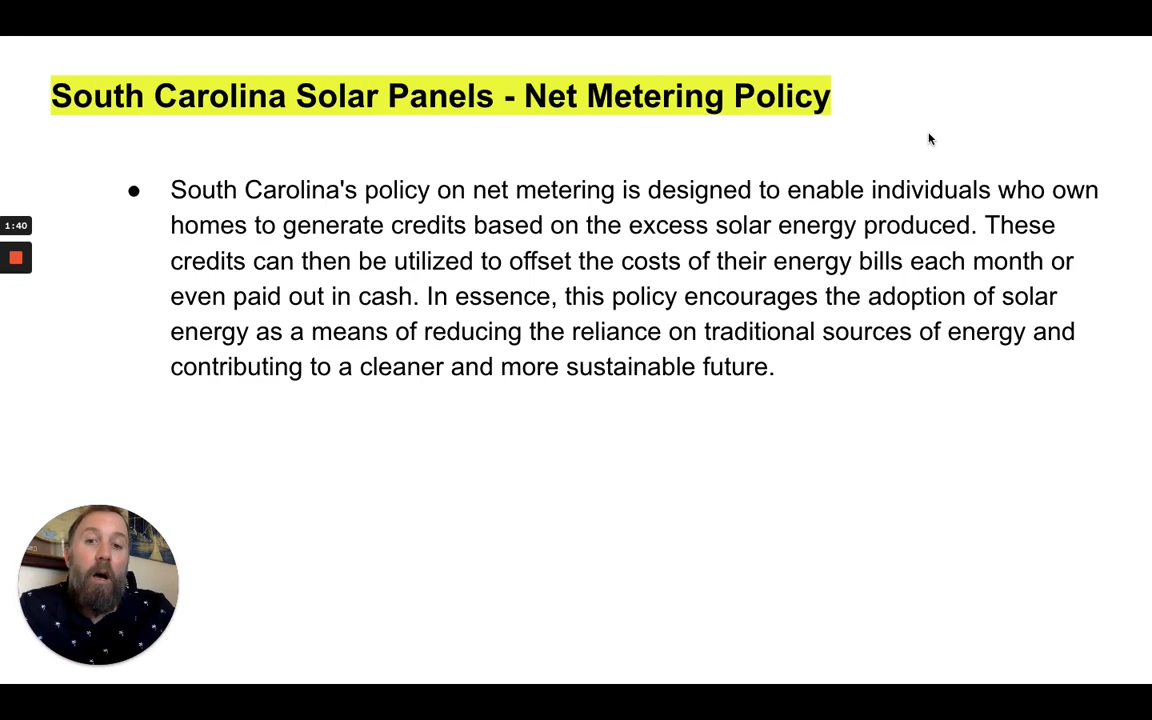 South Carolina Solar Panels - Net Metering Policy
● South Carolina's policy on net metering is designed to enable individuals who own
homes to generate credits based on the excess solar energy produced. These
credits can then be utilized to offset the costs of their energy bills each month or
even paid out in cash. In essence, this policy encourages the adoption of solar
energy as a means of reducing the reliance on traditional sources of energy and
contributing to a cleaner and more sustainable future.
1:40